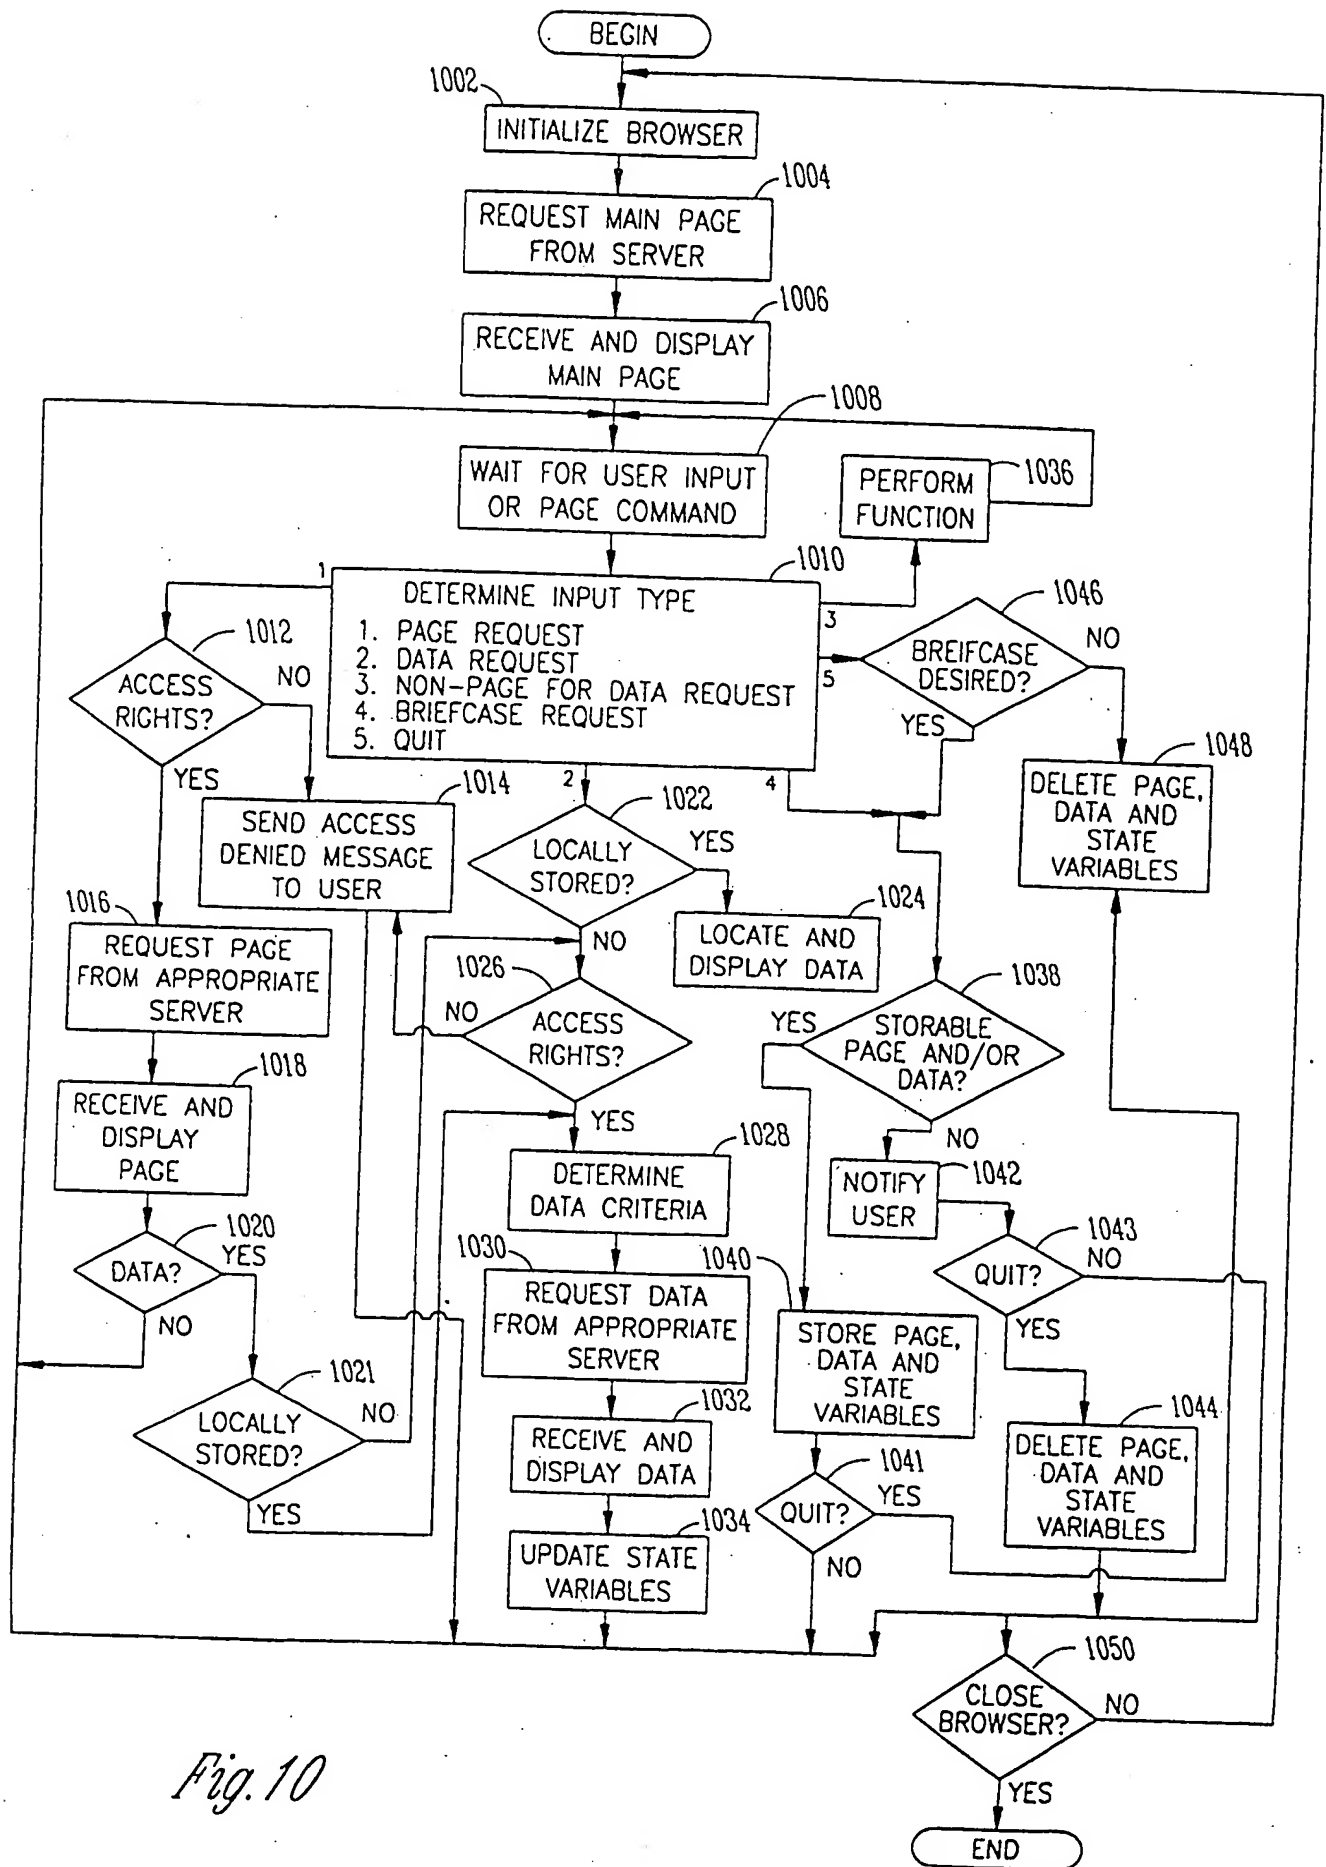 BEGIN
1002
INITIALIZE BROWSER
1004
REQUEST MAIN PAGE
FROM SERVER
1006
RECEIVE AND DISPLAY
MAIN PAGE
1008
WAIT FOR USER INPUT
OR PAGE COMMAND
1036
PERFORM
FUNCTION
1010
1
DETERMINE INPUT TYPE
1. PAGE REQUEST
2. DATA REQUEST
3. NON-PAGE FOR DATA REQUEST
4. BRIEFCASE REQUEST
5. QUIT
3
5
2
4
1012
ACCESS
RIGHTS?
NO
YES
1046
BREIFCASE
DESIRED?
NO
YES
1048
DELETE PAGE,
DATA AND
STATE
VARIABLES
1014
SEND ACCESS
DENIED MESSAGE
TO USER
1022
LOCALLY
STORED?
YES
NO
1024
LOCATE AND
DISPLAY DATA
1016
REQUEST PAGE
FROM APPROPRIATE
SERVER
1026
NO
ACCESS
RIGHTS?
YES
1038
YES
STORABLE
PAGE AND/OR
DATA?
NO
1018
RECEIVE AND
DISPLAY
PAGE
1028
DETERMINE
DATA CRITERIA
1042
NOTIFY
USER
1020
DATA?
YES
NO
1030
REQUEST DATA
FROM APPROPRIATE
SERVER
1040
STORE PAGE,
DATA AND
STATE
VARIABLES
1043
QUIT?
NO
YES
1021
LOCALLY
STORED?
NO
YES
1032
RECEIVE AND
DISPLAY DATA
1041
QUIT?
YES
NO
1044
DELETE PAGE,
DATA AND
STATE
VARIABLES
1034
UPDATE STATE
VARIABLES
1050
CLOSE
BROWSER?
NO
YES
END
Fig.10